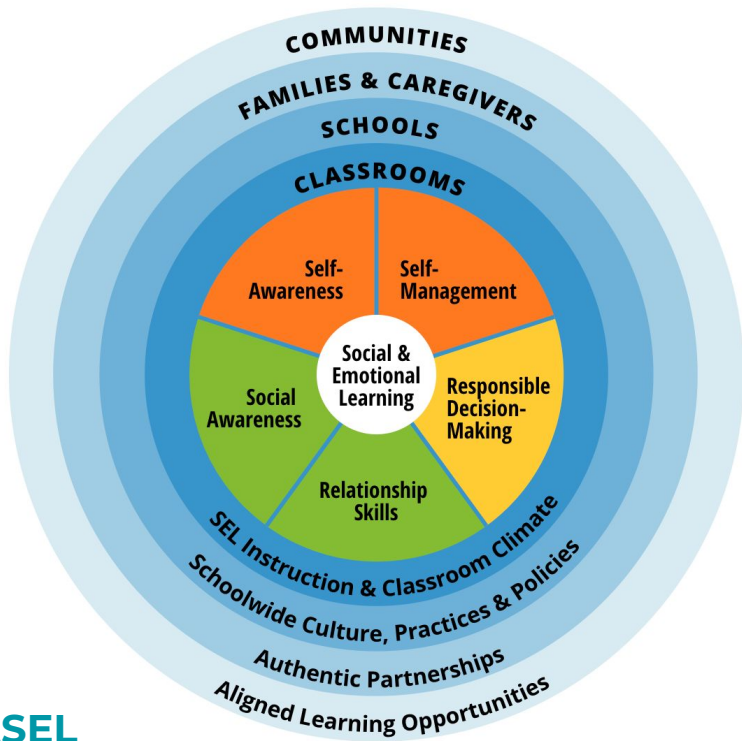 COMMUNITIES
FAMILIES & CAREGIVERS
SCHOOLS
CLASSROOMS
Self-
Awareness
Self-
Management
Social &
Emotional
Learning
Social
Awareness
Responsible
Decision-
Making
Relationship
Skills
SEL Instruction & Classroom Climate
Schoolwide Culture, Practices & Policies
Authentic Partnerships
Aligned Learning Opportunities
SEL